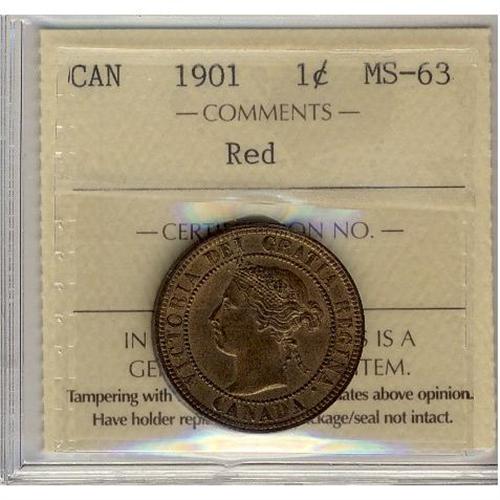 CAN 1901 1¢ MS-63
— COMMENTS —
Red
— CERT ON NO. —
IN S IS A
GE TEM.
Tampering with ates above opinion.
Have holder repl ckage/seal not intact.
VICTORIA DEI GRATIA REGINA.
CANADA